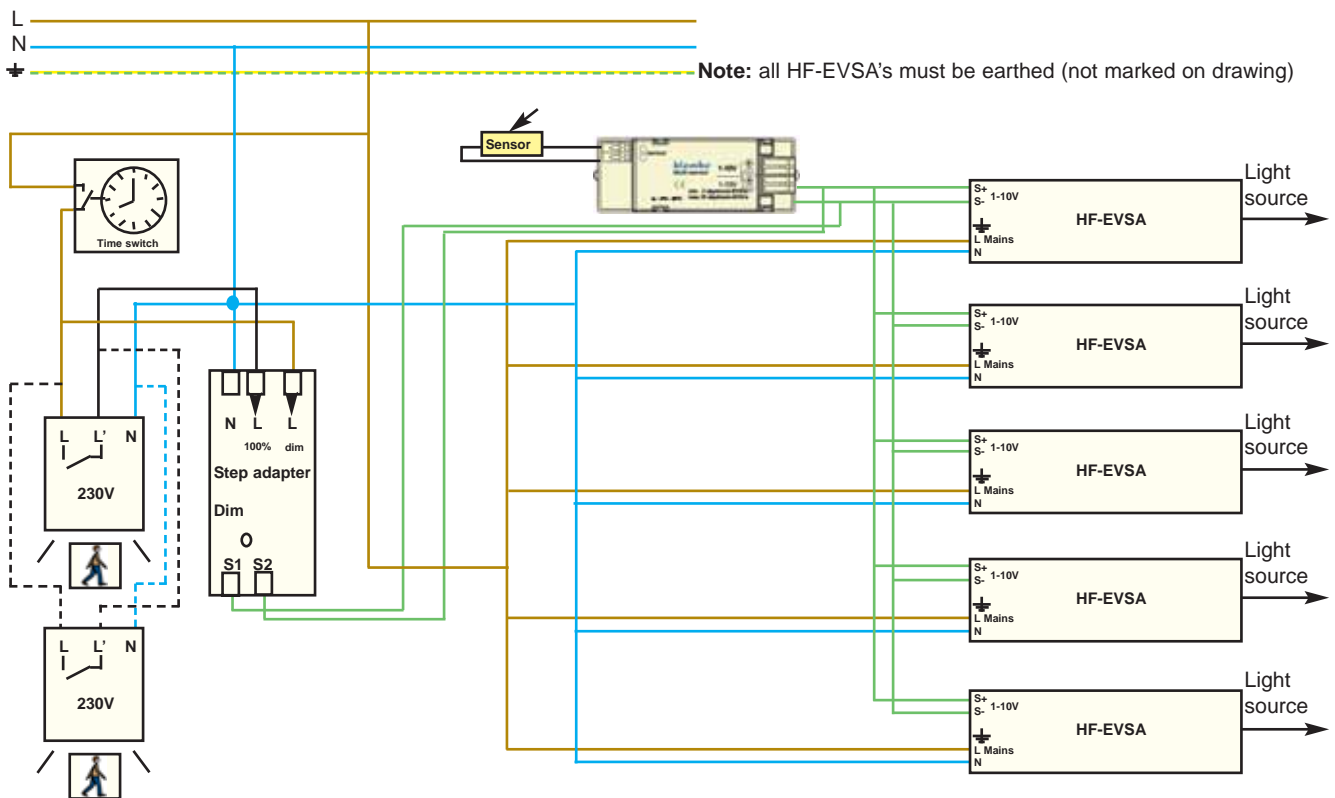 L
N
Note: all HF-EVSA's must be earthed (not marked on drawing)
Sensor
Time switch
S+
S- 1-10V
L Mains
N
HF-EVSA
Light
source
S+
S- 1-10V
L Mains
N
HF-EVSA
Light
source
S+
S- 1-10V
L Mains
N
HF-EVSA
Light
source
S+
S- 1-10V
L Mains
N
HF-EVSA
Light
source
S+
S- 1-10V
L Mains
N
HF-EVSA
Light
source
N L L
100% dim
Step adapter
Dim
S1 S2
L L' N
230V
L L' N
230V